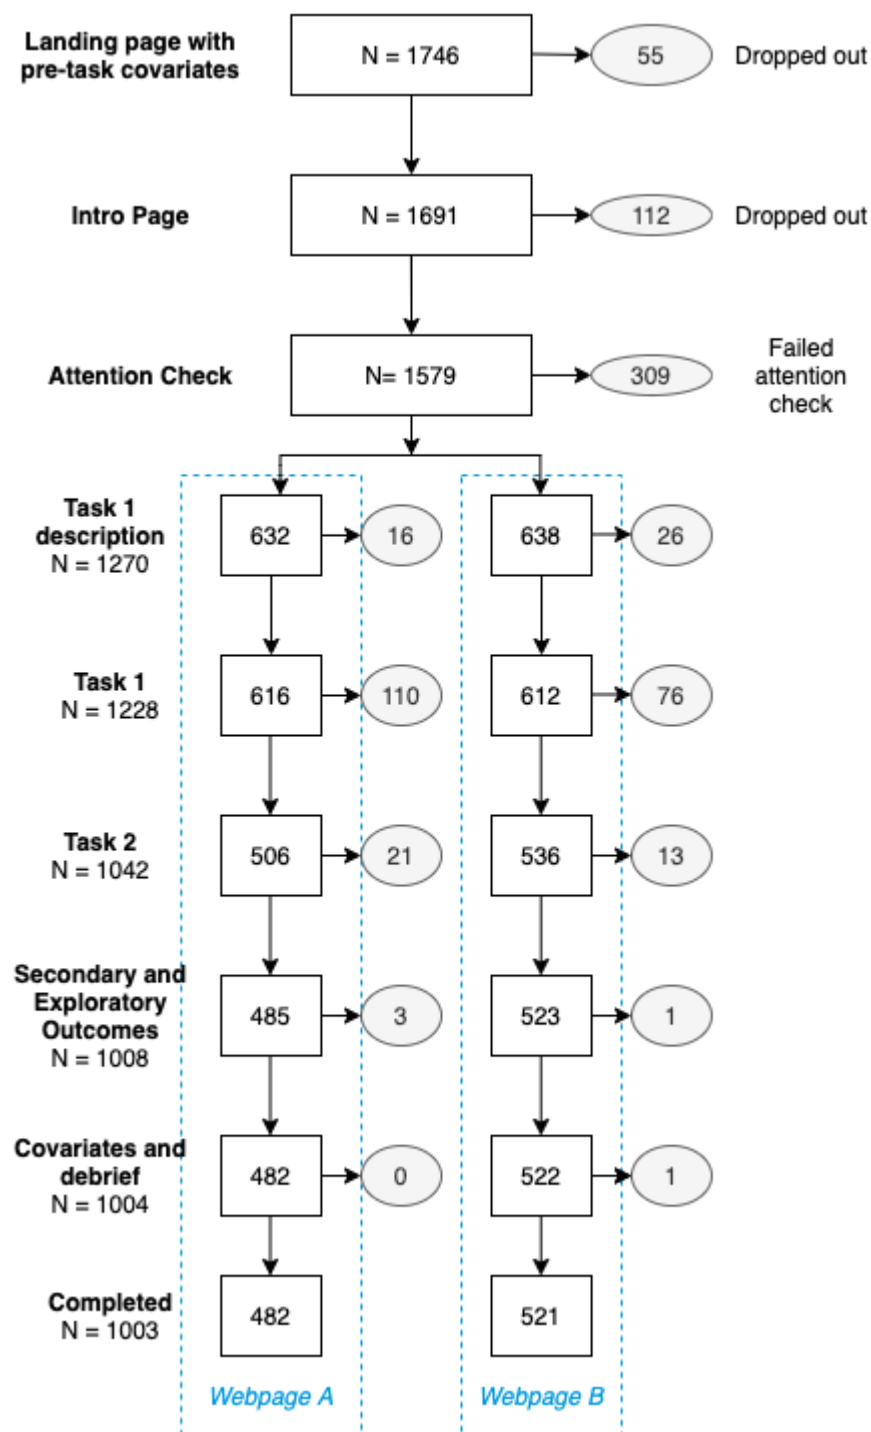 Landing page with
pre-task covariates
N = 1746
55
Dropped out
Intro Page
N = 1691
112
Dropped out
Attention Check
N= 1579
309
Failed
attention
check
Task 1
description
N = 1270
632
16
638
26
Task 1
N = 1228
616
110
612
76
Task 2
N = 1042
506
21
536
13
Secondary and
Exploratory
Outcomes
N = 1008
485
3
523
1
Covariates and
debrief
N = 1004
482
0
522
1
Completed
N = 1003
482
521
Webpage A
Webpage B